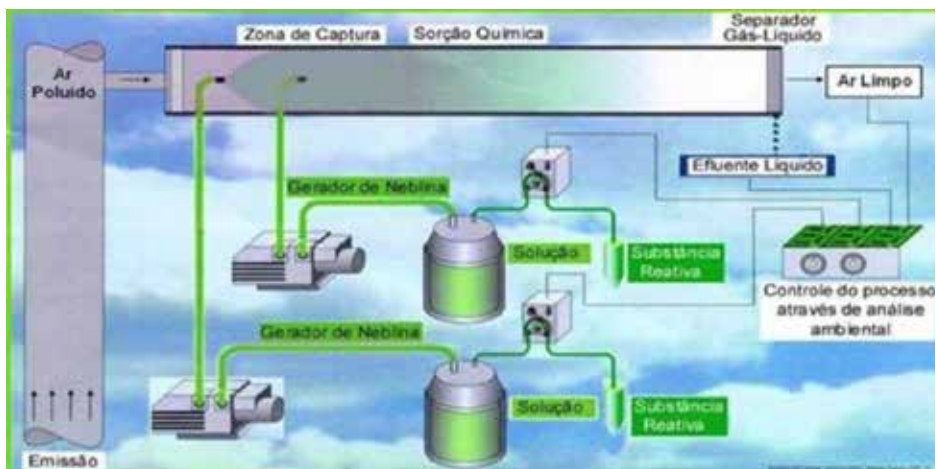 Zona de Captura
Sorção Química
Separador
Gás-Líquido
Ar
Poluído
Ar Limpo
Efluente Líquido
Gerador de Neblina
Solução
Substância
Reativa
Controle do processo
através de análise
ambiental
Gerador de Neblina
Solução
Substância
Reativa
Emissão